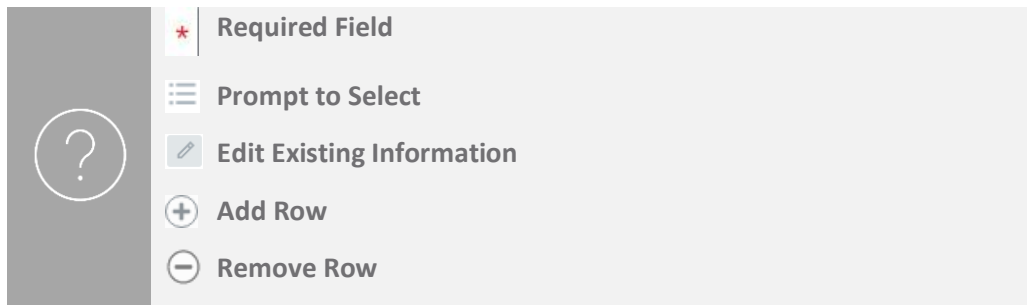 * Required Field
Prompt to Select
Edit Existing Information
Add Row
Remove Row